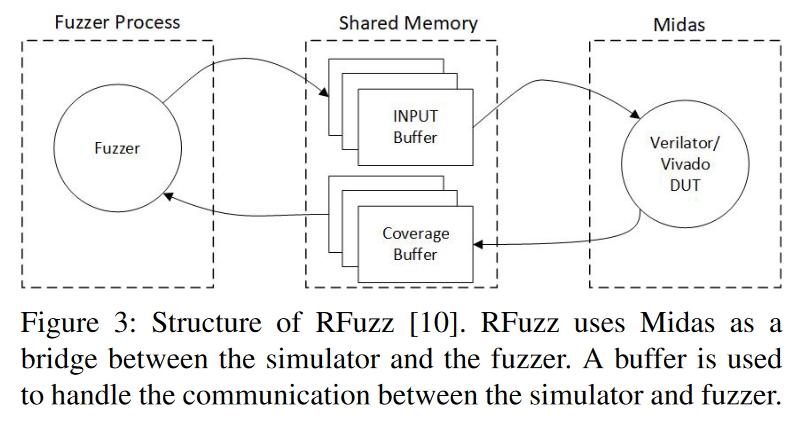 Fuzzer Process
Shared Memory
Midas
Fuzzer
INPUT
Buffer
Verilator/
Vivado
DUT
Coverage
Buffer
Figure 3: Structure of RFuzz [10]. RFuzz uses Midas as a
bridge between the simulator and the fuzzer. A buffer is used
to handle the communication between the simulator and fuzzer.